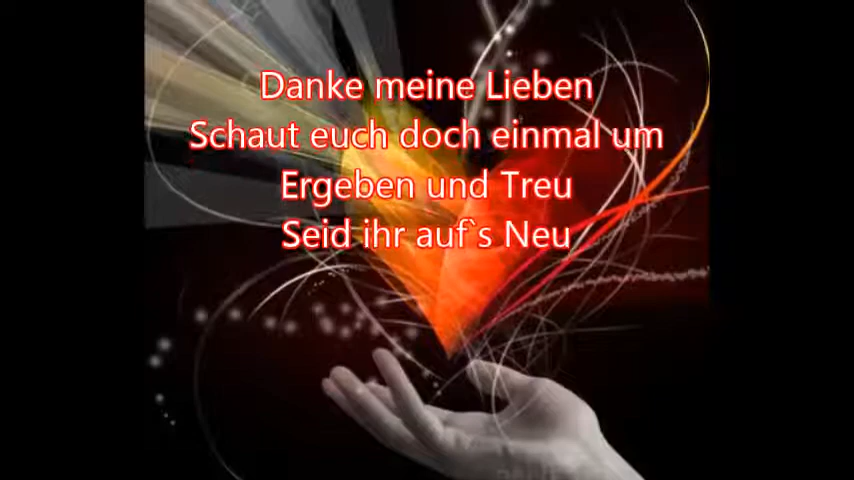 Danke meine Lieben
Schaut euch doch einmal um
Ergeben und Treu
Seid ihr auf`s Neu